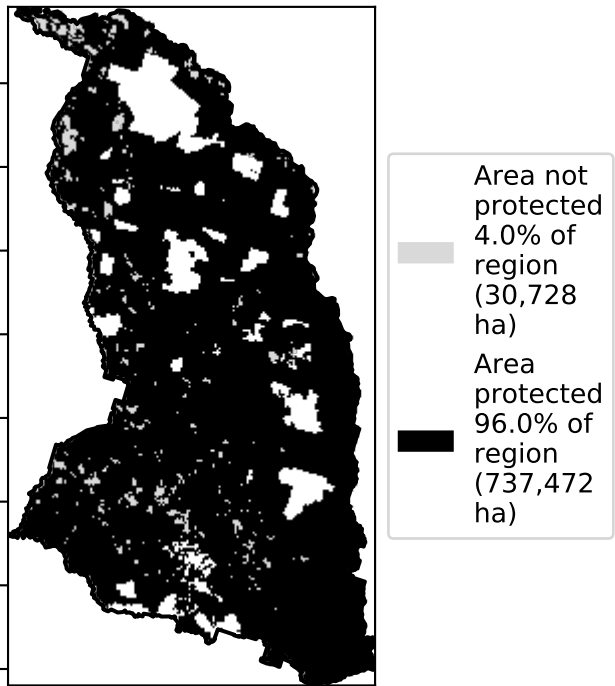 Area not
protected
4.0% of
region
(30,728
ha)
Area
protected
96.0% of
region
(737,472
ha)